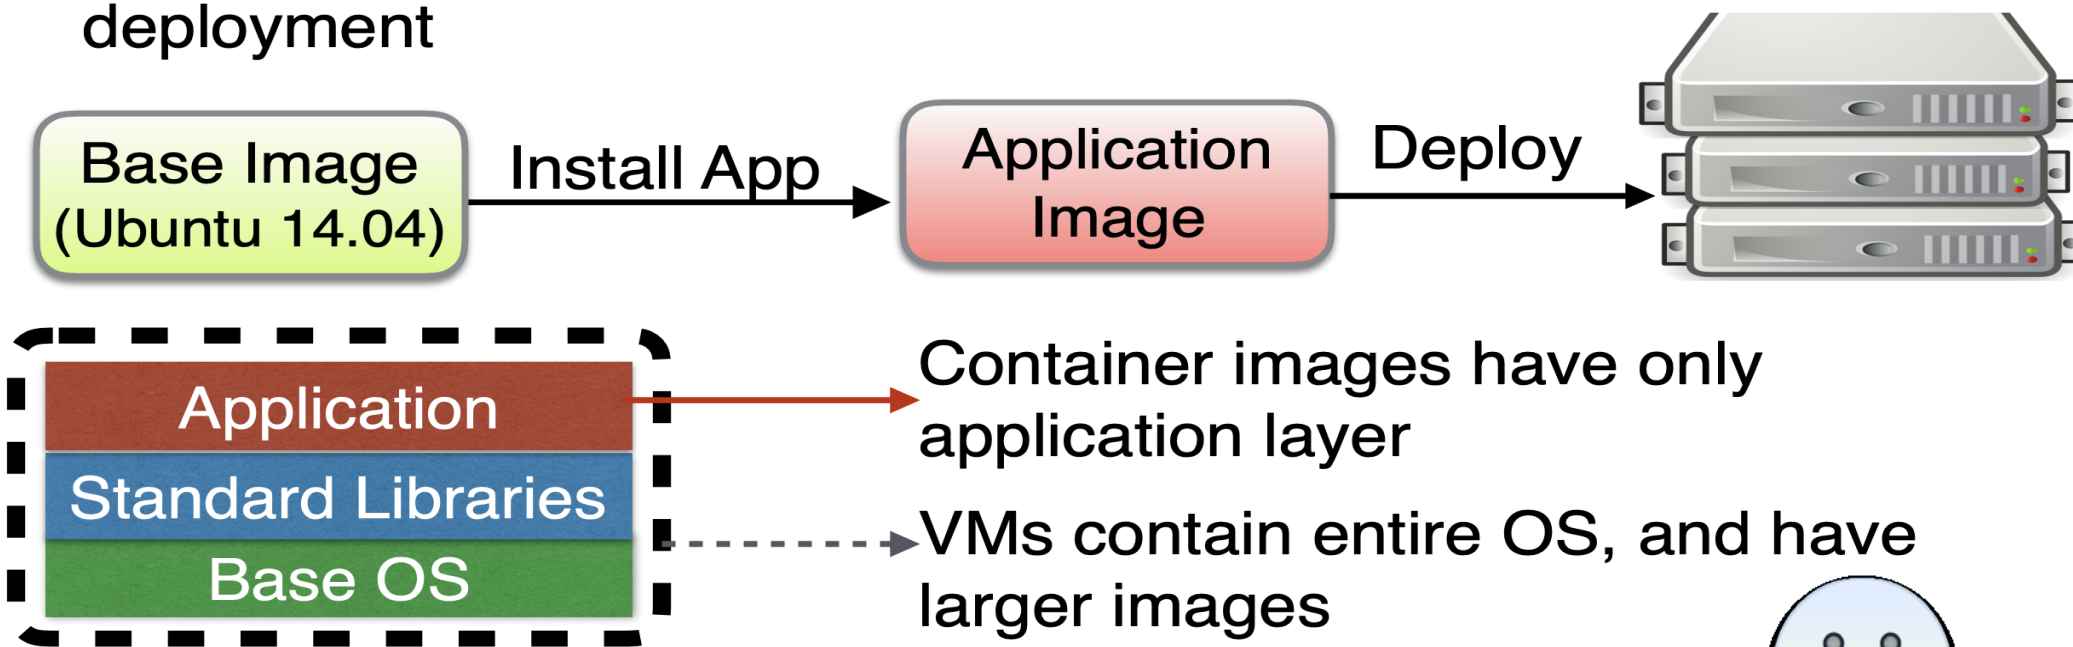 deployment
Base Image
(Ubuntu 14.04)
Install App
Application
Image
Deploy
Application
Standard Libraries
Base OS
Container images have only
application layer
VMs contain entire OS, and have
larger images